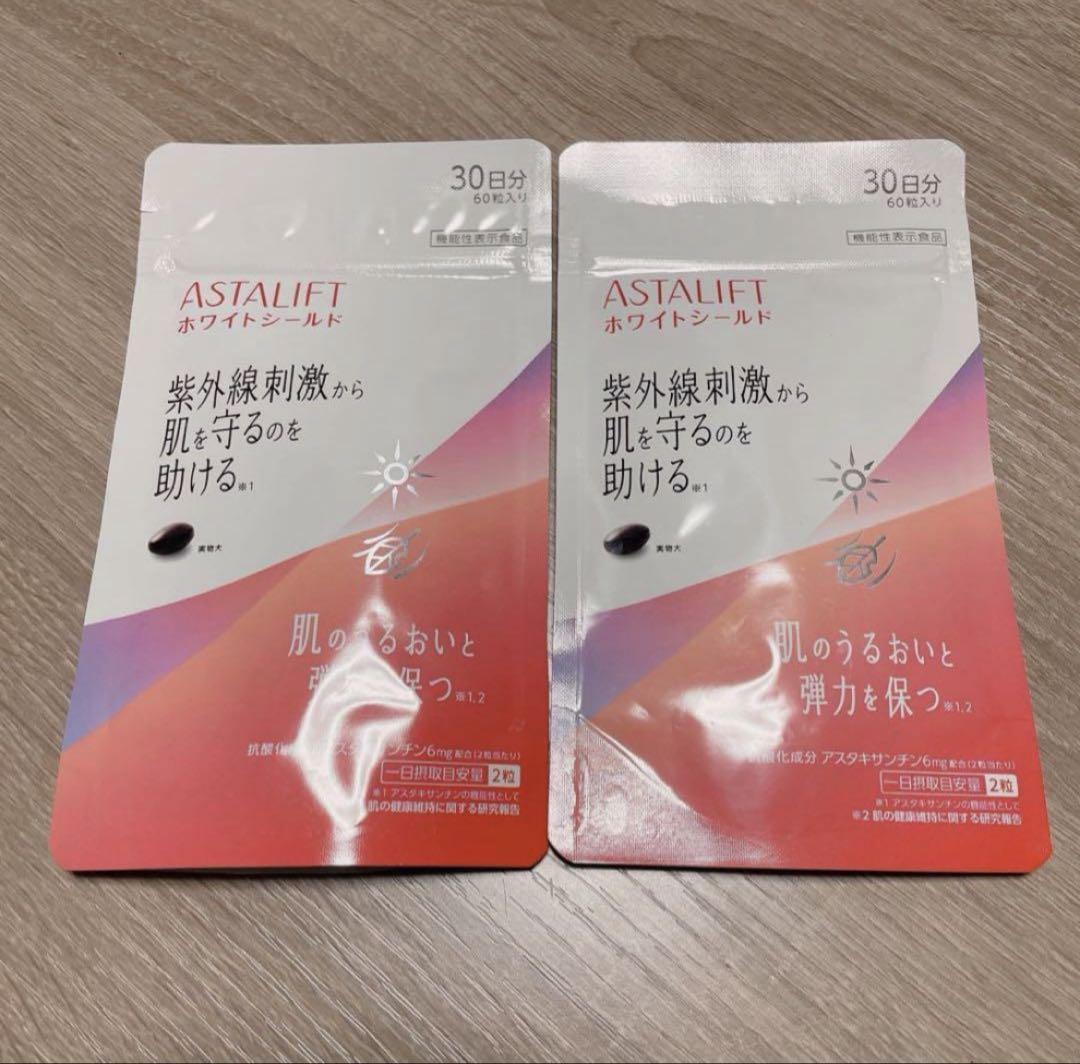 30日分
60粒入り
機能性表示食品
ASTALIFT
ホワイトシールド
紫外線刺激から
肌を守るのを
助ける※1
実物大
肌のうるおいと
弾 保つ※1,2
抗酸化 アスタ ンチン6mg配合(2粒当たり)
一日摂取目安量 2粒
※1 アスタキサンチンの機能性として
肌の健康維持に関する研究報告
30日分
60粒入り
機能性表示食品
ASTALIFT
ホワイトシールド
紫外線刺激から
肌を守るのを
助ける※1
実物大
肌のうるおいと
弾力を保つ※1,2
抗酸化成分 アスタキサンチン6mg配合(2粒当たり)
一日摂取目安量 2粒
※1 アスタキサンチンの機能性として
※2 肌の健康維持に関する研究報告